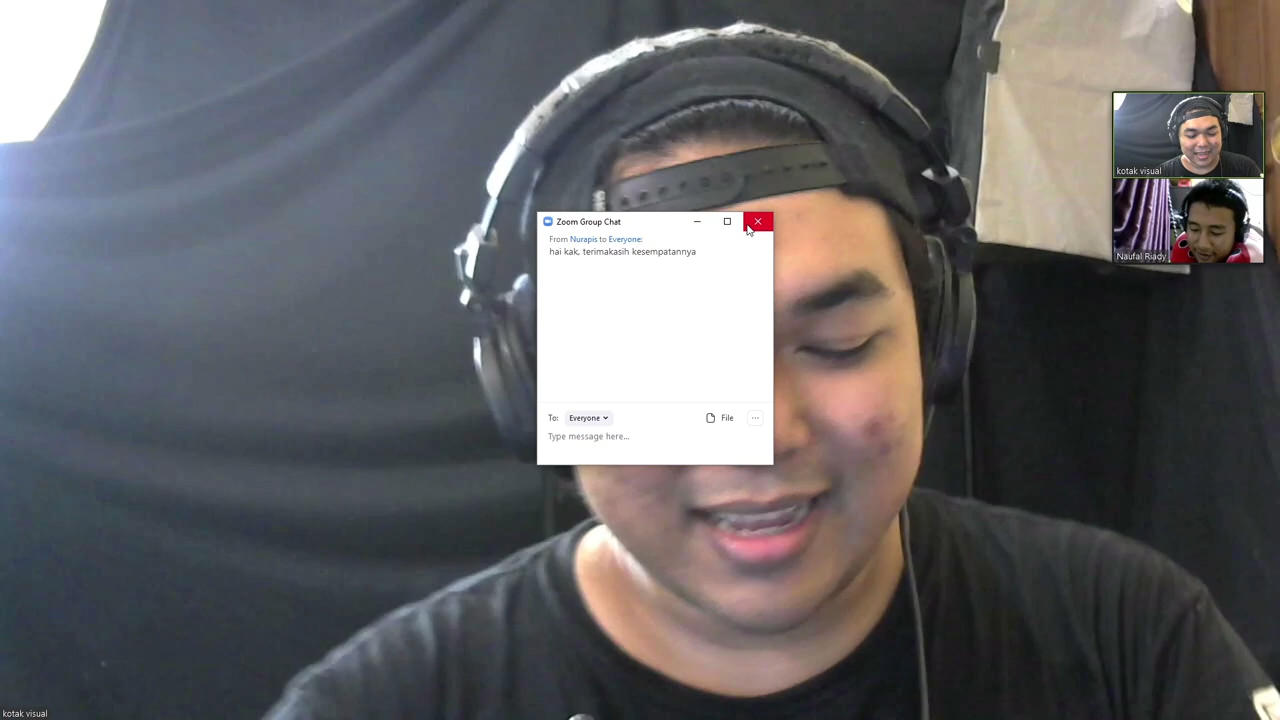 kotak visual
Naufal Riady
Zoom Group Chat
From Nurapis to Everyone:
hai kak, terimakasih kesempatannya
To: Everyone File
Type message here...
kotak visual